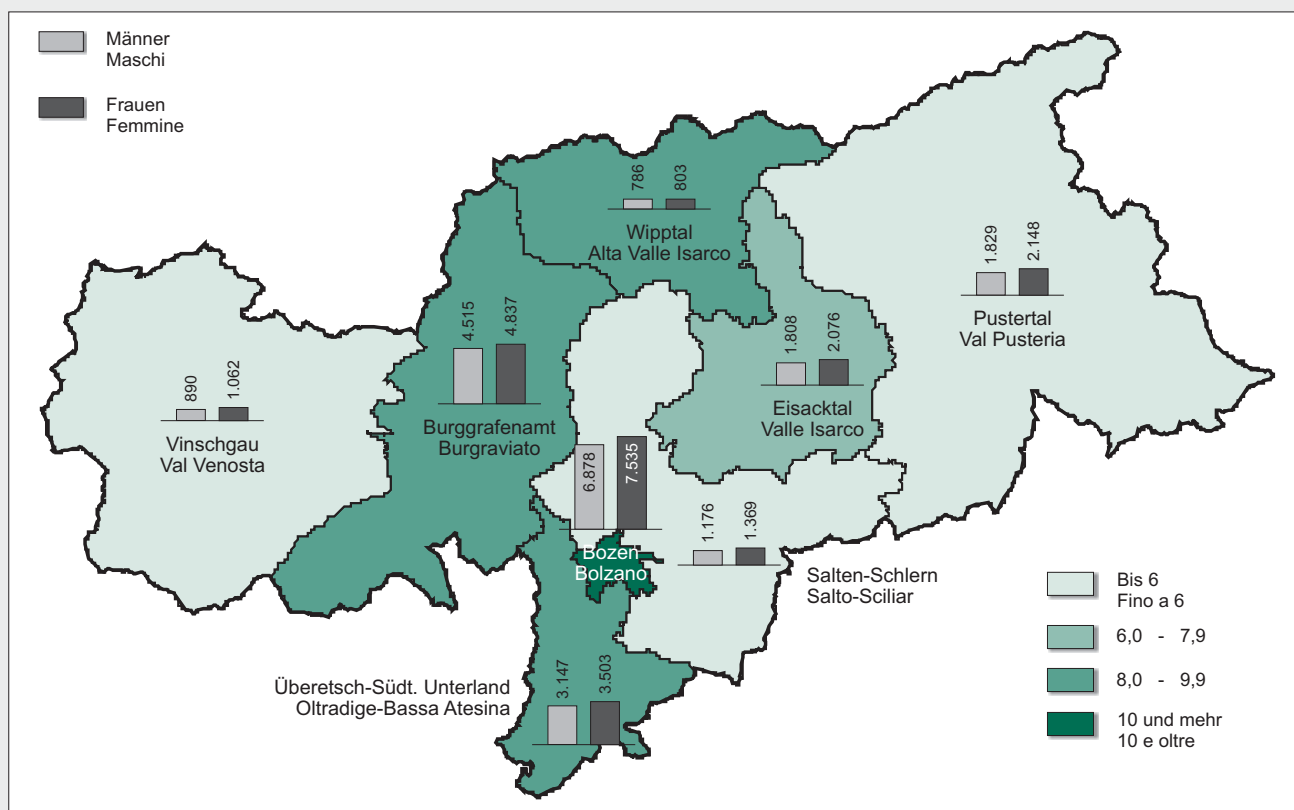 Männer
Maschi
Frauen
Femmine
786
803
Wipptal
Alta Valle Isarco
1.829
2.148
Pustertal
Val Pusteria
4.515
4.837
Burggrafenamt
Burgraviato
1.808
2.076
Eisacktal
Valle Isarco
890
1.062
Vinschgau
Val Venosta
6.878
7.535
Bozen
Bolzano
1.176
1.369
Salten-Schlern
Salto-Sciliar
3.147
3.503
Überetsch-Südt. Unterland
Oltradige-Bassa Atesina
Bis 6
Fino a 6
6,0 - 7,9
8,0 - 9,9
10 und mehr
10 e oltre